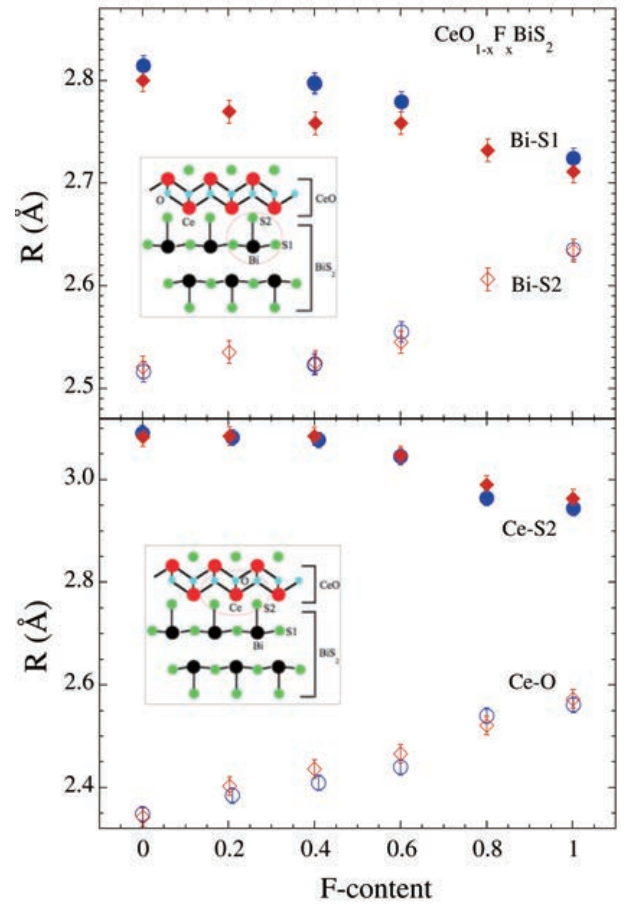 CeO₁₋ₓFₓBiS₂
2.8
2.7
2.6
2.5
R (Å)
Bi-S1
Bi-S2
O
Ce
S2
S1
Bi
CeO
BiS₂
3.0
2.8
2.6
2.4
R (Å)
Ce-S2
Ce-O
O
Ce
S2
S1
Bi
CeO
BiS₂
0 0.2 0.4 0.6 0.8 1
F-content